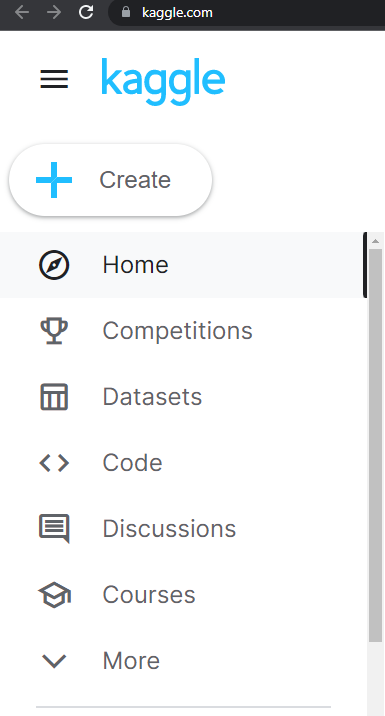 kaggle.com
kaggle
Create
Home
Competitions
Datasets
Code
Discussions
Courses
More